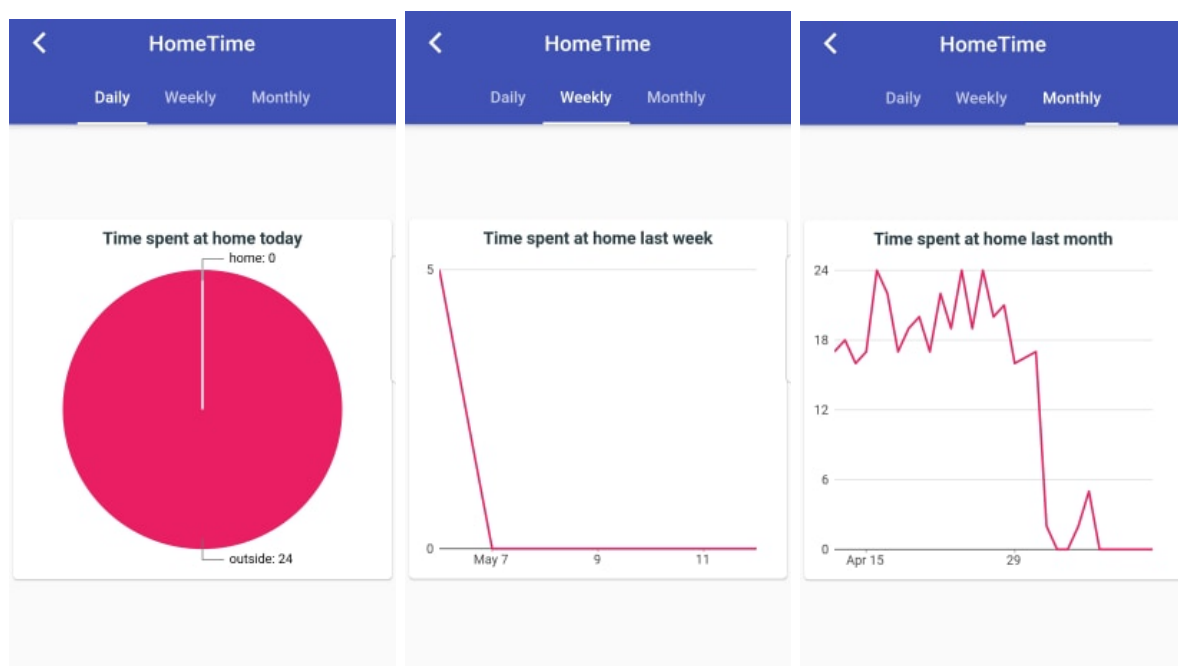 HomeTime
Daily Weekly Monthly
Time spent at home today
home: 0
outside: 24
HomeTime
Daily Weekly Monthly
Time spent at home last week
5
0
May 7 9 11
HomeTime
Daily Weekly Monthly
Time spent at home last month
24
18
12
6
0
Apr 15 29